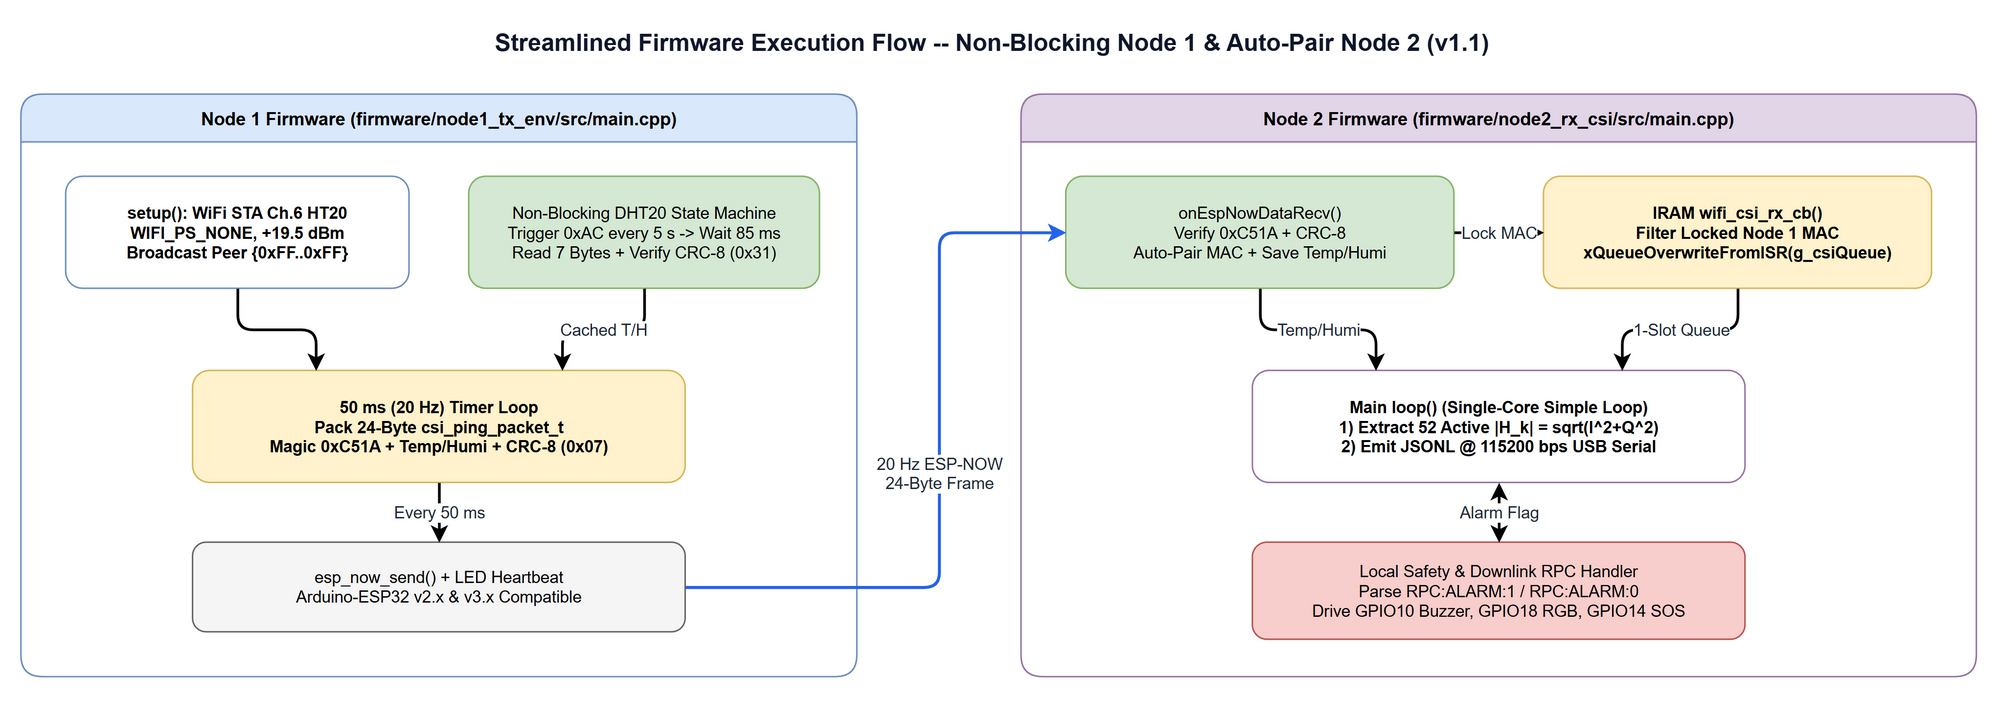 Streamlined Firmware Execution Flow -- Non-Blocking Node 1 & Auto-Pair Node 2 (v1.1)
Node 1 Firmware (firmware/node1_tx_env/src/main.cpp)
setup(): WiFi STA Ch.6 HT20
WIFI_PS_NONE, +19.5 dBm
Broadcast Peer {0xFF..0xFF}
Non-Blocking DHT20 State Machine
Trigger 0xAC every 5 s -> Wait 85 ms
Read 7 Bytes + Verify CRC-8 (0x31)
Cached T/H
50 ms (20 Hz) Timer Loop
Pack 24-Byte csi_ping_packet_t
Magic 0xC51A + Temp/Humi + CRC-8 (0x07)
Every 50 ms
esp_now_send() + LED Heartbeat
Arduino-ESP32 v2.x & v3.x Compatible
20 Hz ESP-NOW
24-Byte Frame
Node 2 Firmware (firmware/node2_rx_csi/src/main.cpp)
onEspNowDataRecv()
Verify 0xC51A + CRC-8
Auto-Pair MAC + Save Temp/Humi
Lock MAC
IRAM wifi_csi_rx_cb()
Filter Locked Node 1 MAC
xQueueOverwriteFromISR(g_csiQueue)
Temp/Humi
1-Slot Queue
Main loop() (Single-Core Simple Loop)
1) Extract 52 Active |H_k| = sqrt(I^2+Q^2)
2) Emit JSONL @ 115200 bps USB Serial
Alarm Flag
Local Safety & Downlink RPC Handler
Parse RPC:ALARM:1 / RPC:ALARM:0
Drive GPIO10 Buzzer, GPIO18 RGB, GPIO14 SOS